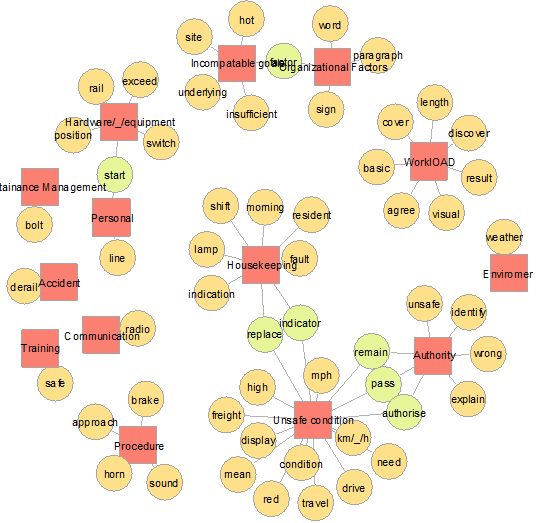 hot
word
site
paragraph
Incompatable goals
factor
Organizational Factors
exceed
rail
underlying
length
insufficient
sign
cover
Hardware/_/equipment
position
discover
switch
WorklOAD
basic
start
result
tainance Management
agree
visual
shift
morning
resident
Personal
bolt
weather
lamp
line
fault
Housekeeping
Enviromer
Accident
derail
indication
unsafe
identify
indicator
Communication
radio
replace
Training
remain
Authority
wrong
mph
safe
high
pass
brake
explain
freight
authorise
approach
Unsafe condition
display
km/_/h
Procedure
condition
need
horn
mean
sound
drive
red
travel